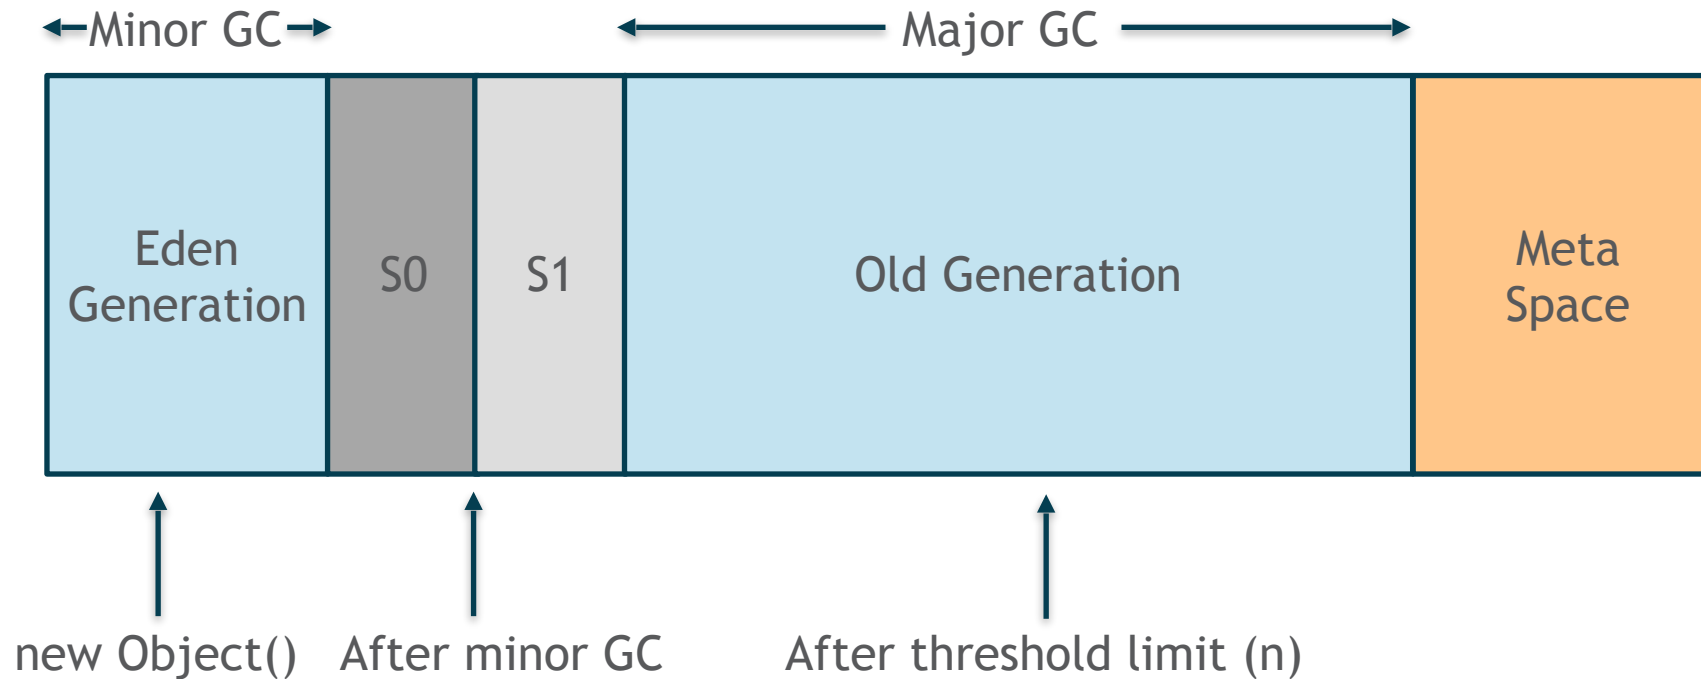 Minor GC
Major GC
Eden
Generation
S0
S1
Old Generation
Meta
Space
new Object()
After minor GC
After threshold limit (n)